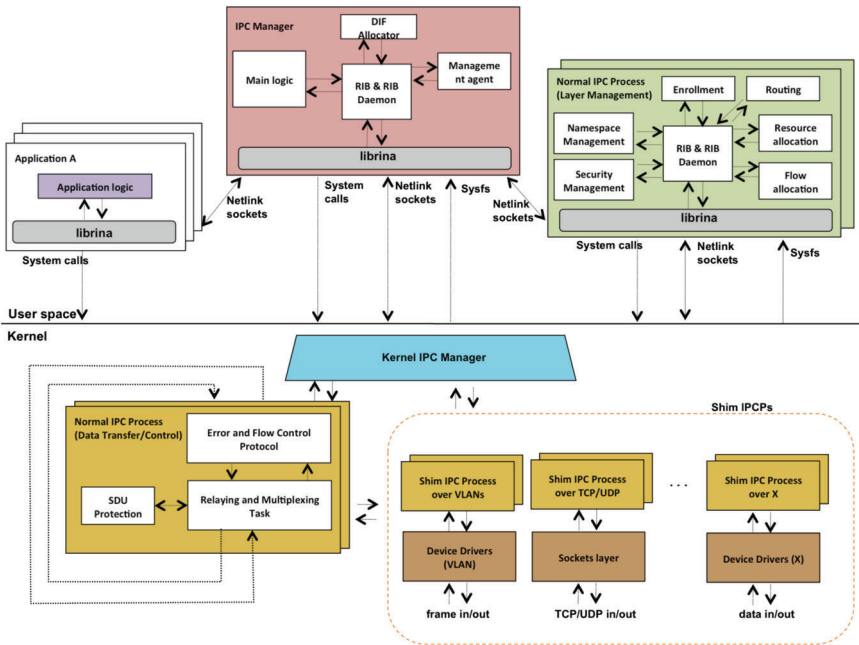 IPC Manager
DIF
Allocator
Main logic
RIB & RIB
Daemon
Manageme
nt agent
librina
Normal IPC Process
(Layer Management)
Enrollment
Routing
Namespace
Management
RIB & RIB
Daemon
Resource
allocation
Security
Management
Flow
allocation
librina
Application A
Application logic
librina
System calls
Netlink
sockets
System
calls
Netlink
sockets
Sysfs
Netlink
sockets
System calls
Netlink
sockets
Sysfs
User space
Kernel
Kernel IPC Manager
Normal IPC Process
(Data Transfer/Control)
Error and Flow Control
Protocol
SDU
Protection
Relaying and Multiplexing
Task
Shim IPCPs
Shim IPC Process
over VLANs
Shim IPC Process
over TCP/UDP
. . .
Shim IPC Process
over X
Device Drivers
(VLAN)
Sockets layer
Device Drivers (X)
frame in/out
TCP/UDP in/out
data in/out